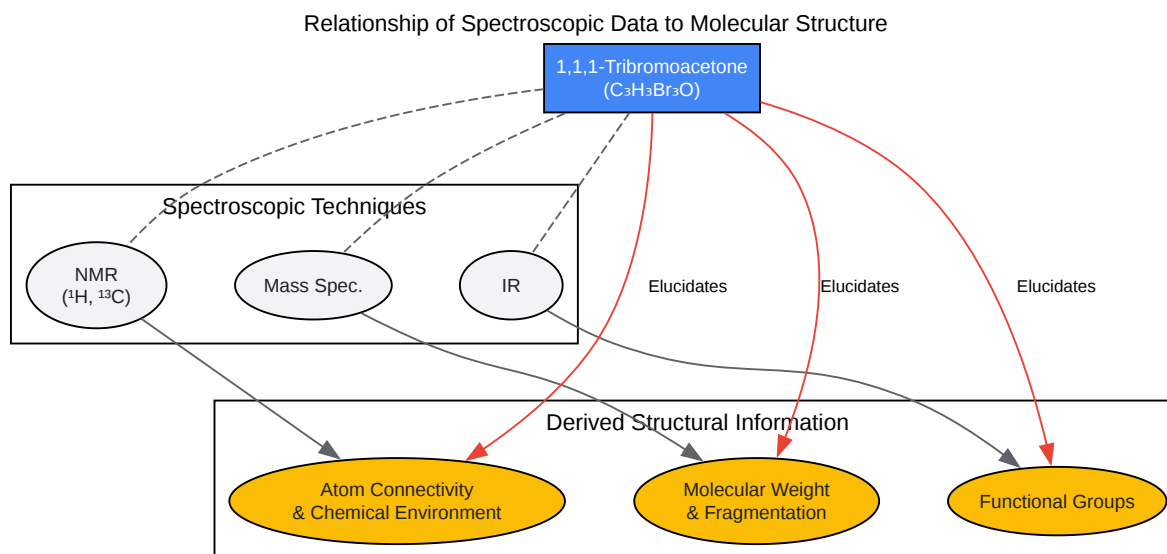 Relationship of Spectroscopic Data to Molecular Structure
1,1,1-Tribromoacetone
(C₃H₃Br₃O)
Spectroscopic Techniques
NMR
(¹H, ¹³C)
Mass Spec.
IR
Elucidates
Elucidates
Elucidates
Derived Structural Information
Atom Connectivity
& Chemical Environment
Molecular Weight
& Fragmentation
Functional Groups